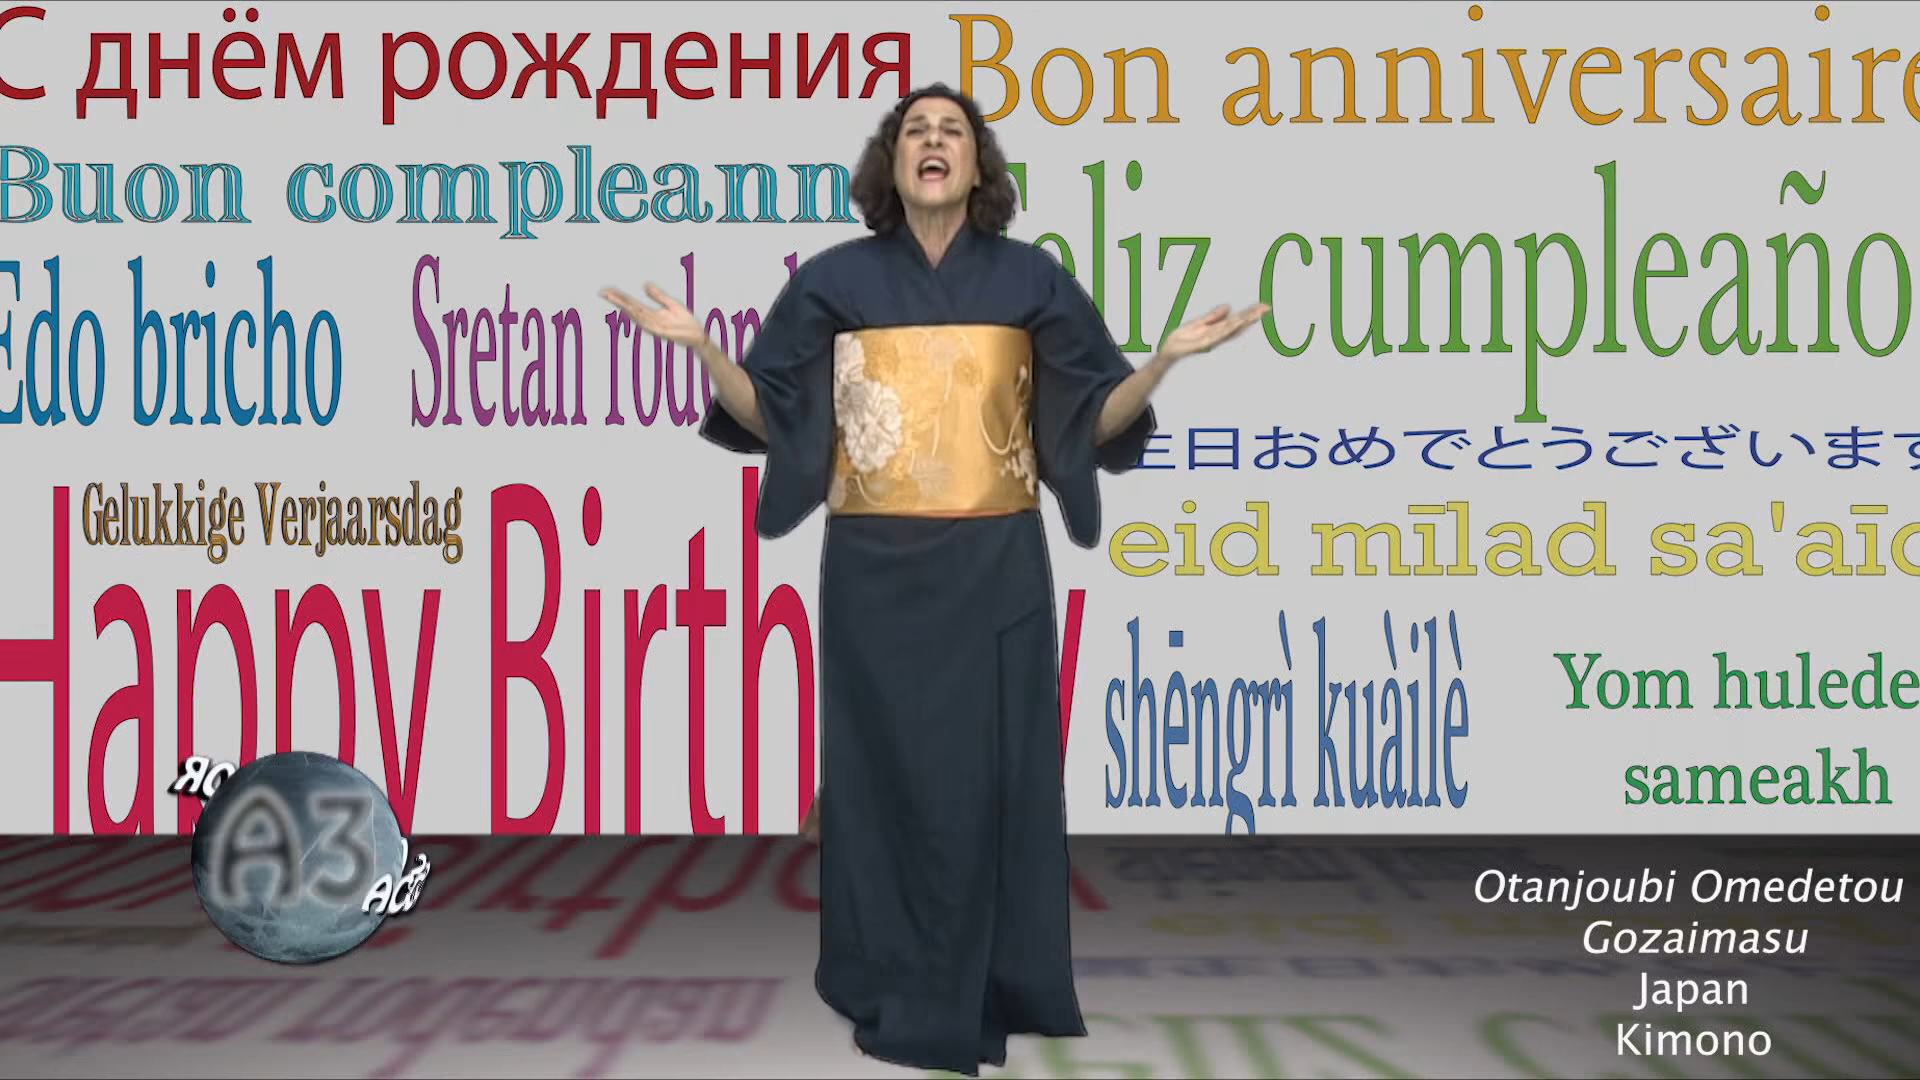 С днём рождения
Bon anniversaire
Buon compleann
Feliz cumpleaño
Edo bricho
Sretan rođen
生日おめでとうございます
Gelukkige Verjaarsdag
eid mīlad sa'aīd
Happy Birth y
shēngrì kuàilè
Yom huledet
sameakh
A3
Otanjoubi Omedetou
Gozaimasu
Japan
Kimono